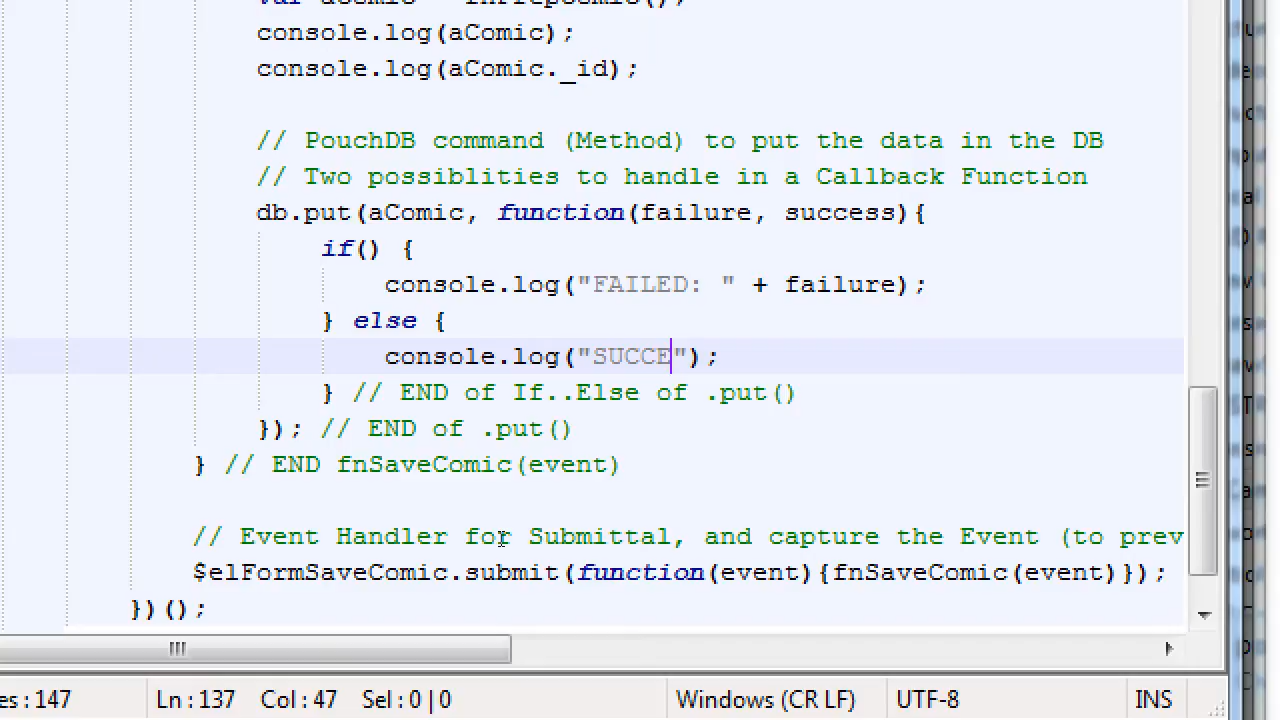 console.log(aComic);
console.log(aComic._id);
// PouchDB command (Method) to put the data in the DB
// Two possiblities to handle in a Callback Function
db.put(aComic, function(failure, success){
if() {
console.log("FAILED: " + failure);
} else {
console.log("SUCCE");
} // END of If..Else of .put()
}); // END of .put()
} // END fnSaveComic(event)
// Event Handler for Submittal, and capture the Event (to prev
$elFormSaveComic.submit(function(event){fnSaveComic(event)});
})();
es:147 Ln:137 Col:47 Sel:0|0 Windows (CR LF) UTF-8 INS